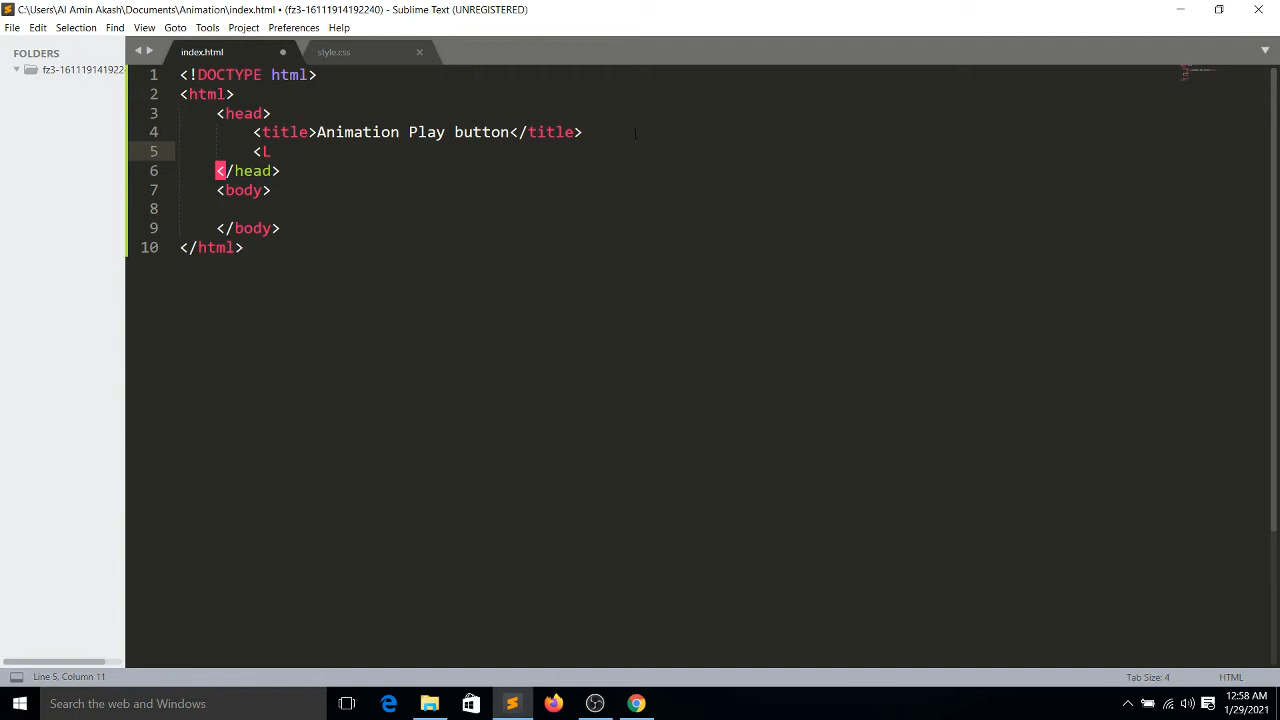 C:\Users\Al Amin Akash\Documents\Animation\index.html • (fz3-16111914192240) - Sublime Text (UNREGISTERED)
File Edit Selection Find View Goto Tools Project Preferences Help
FOLDERS
fz3-161119141922
index.html
style.css
1 <!DOCTYPE html>
2 <html>
3 <head>
4 <title>Animation Play button</title>
5 <L
6 </head>
7 <body>
8
9 </body>
10 </html>
Line 5, Column 11
Tab Size: 4
HTML
Search the web and Windows
12:58 AM
1/29/2021